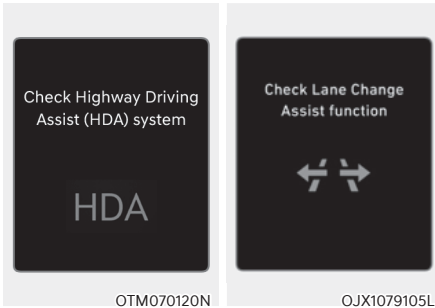 Check Highway Driving
Assist (HDA) system
HDA
OTM070120N
Check Lane Change
Assist function
OJX1079105L